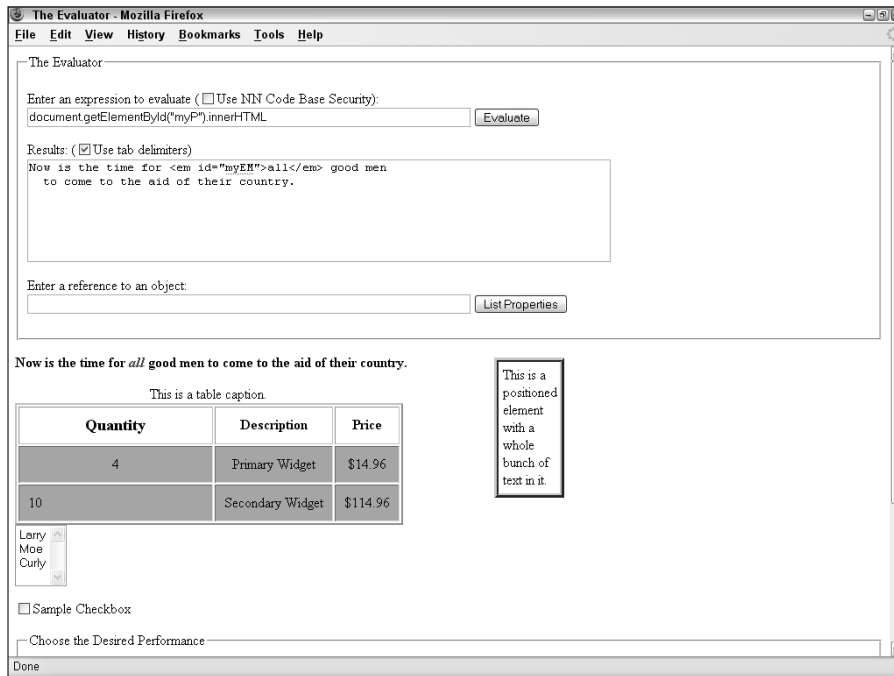 The Evaluator - Mozilla Firefox
File Edit View History Bookmarks Tools Help
The Evaluator
Enter an expression to evaluate ( Use NN Code Base Security):
document.getElementById("myP").innerHTML
Evaluate
Results: ( Use tab delimiters)
Now is the time for <em id="myEM">all</em> good men
to come to the aid of their country.
Enter a reference to an object:
List Properties
Now is the time for all good men to come to the aid of their country.
This is a table caption.
Quantity Description Price
4 Primary Widget $14.96
10 Secondary Widget $114.96
Larry
Moe
Curly
This is a
positioned
element
with a
whole
bunch of
text in it.
Sample Checkbox
Choose the Desired Performance
Done